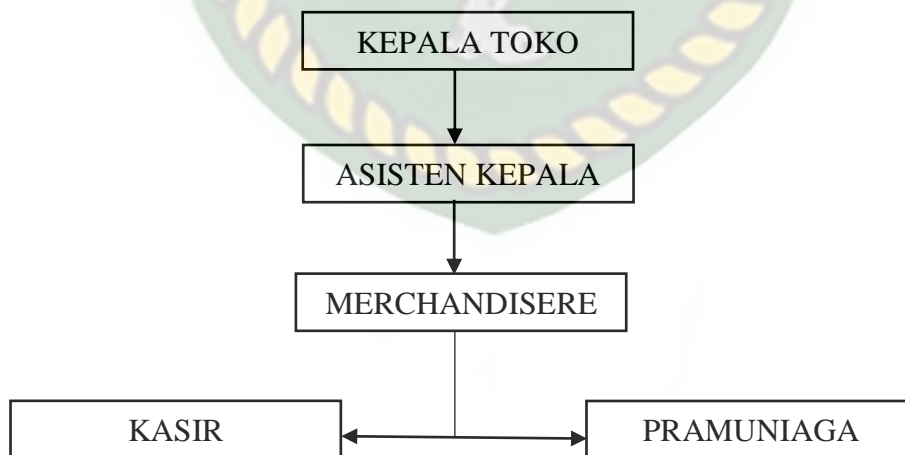 KEPALA TOKO
ASISTEN KEPALA
MERCHANDISERE
KASIR
PRAMUNIAGA